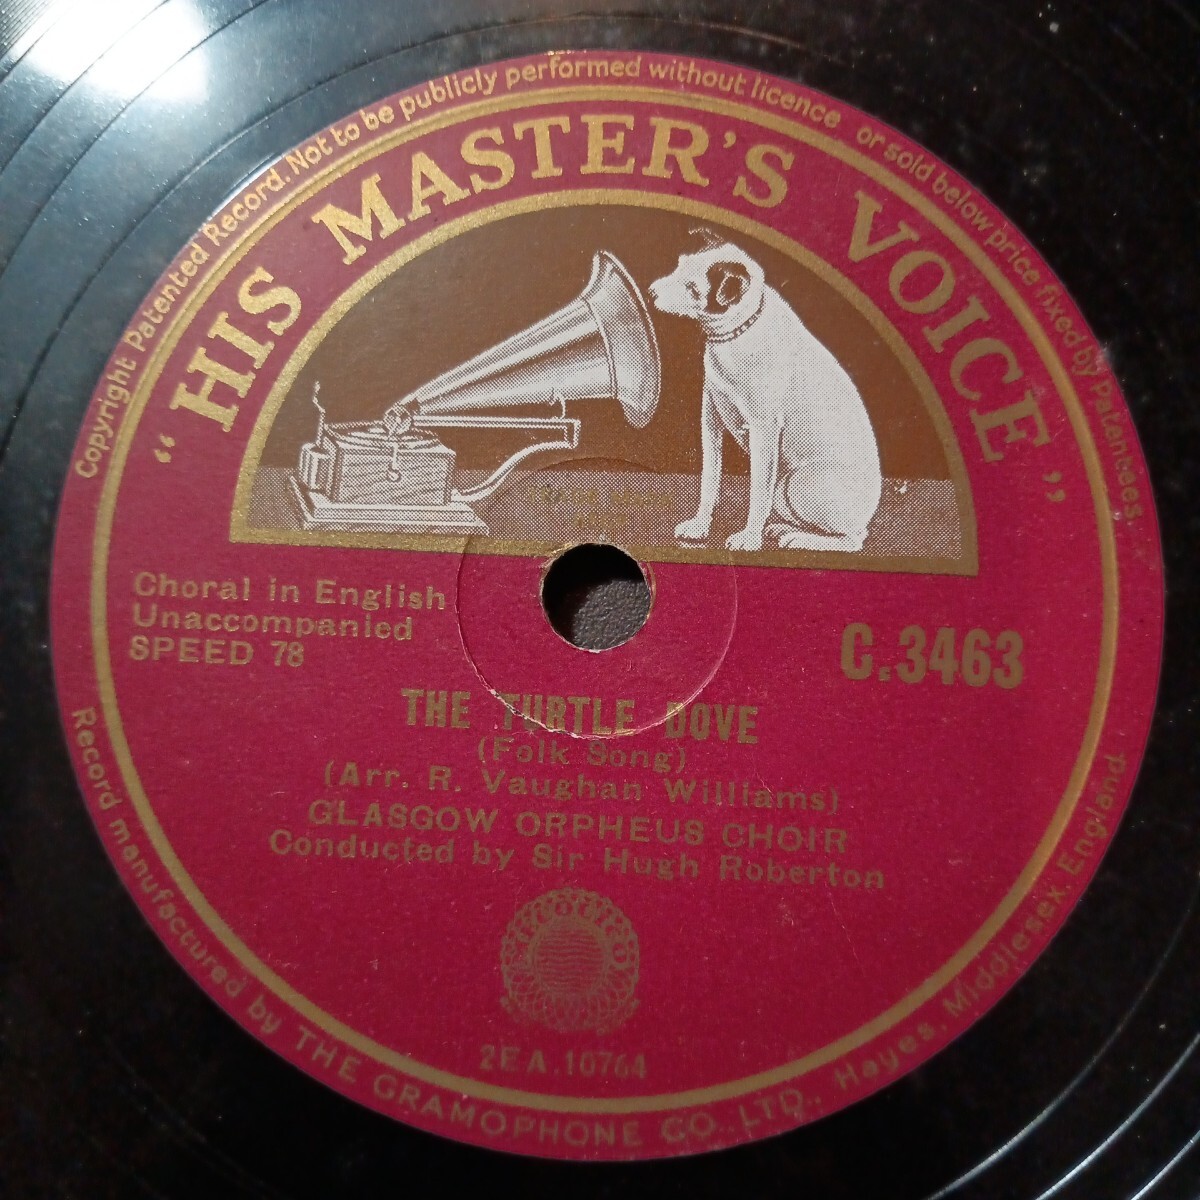 Copyright Patented Record. Not to be publicly performed without licence or sold below price fixed by Patentees.
"HIS MASTER'S VOICE"
Choral in English
Unaccompanied
SPEED 78
C.3463
THE TURTLE DOVE
(Folk Song)
(Arr. R. Vaughan Williams)
GLASGOW ORPHEUS CHOIR
Conducted by Sir Hugh Roberton
2EA.10764
Record manufactured by THE GRAMOPHONE CO., LTD., Hayes, Middlesex, England.